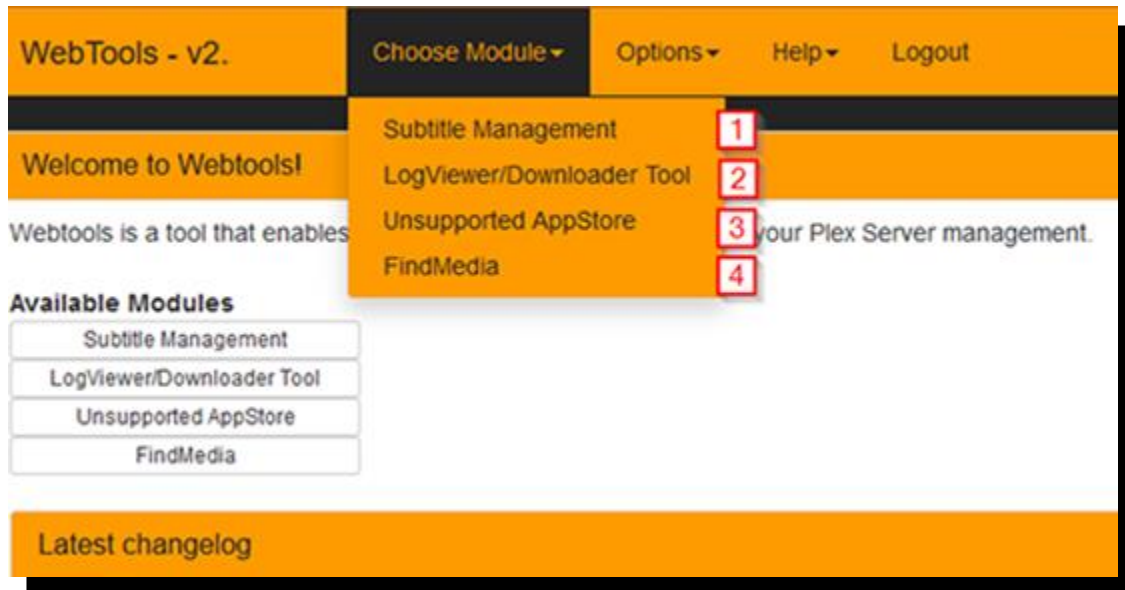 WebTools - v2. Choose Module Options Help Logout
Subtitle Management 1
LogViewer/Downloader Tool 2
Unsupported AppStore 3
FindMedia 4
Welcome to Webtools!
Webtools is a tool that enables your Plex Server management.
Available Modules
Subtitle Management
LogViewer/Downloader Tool
Unsupported AppStore
FindMedia
Latest changelog